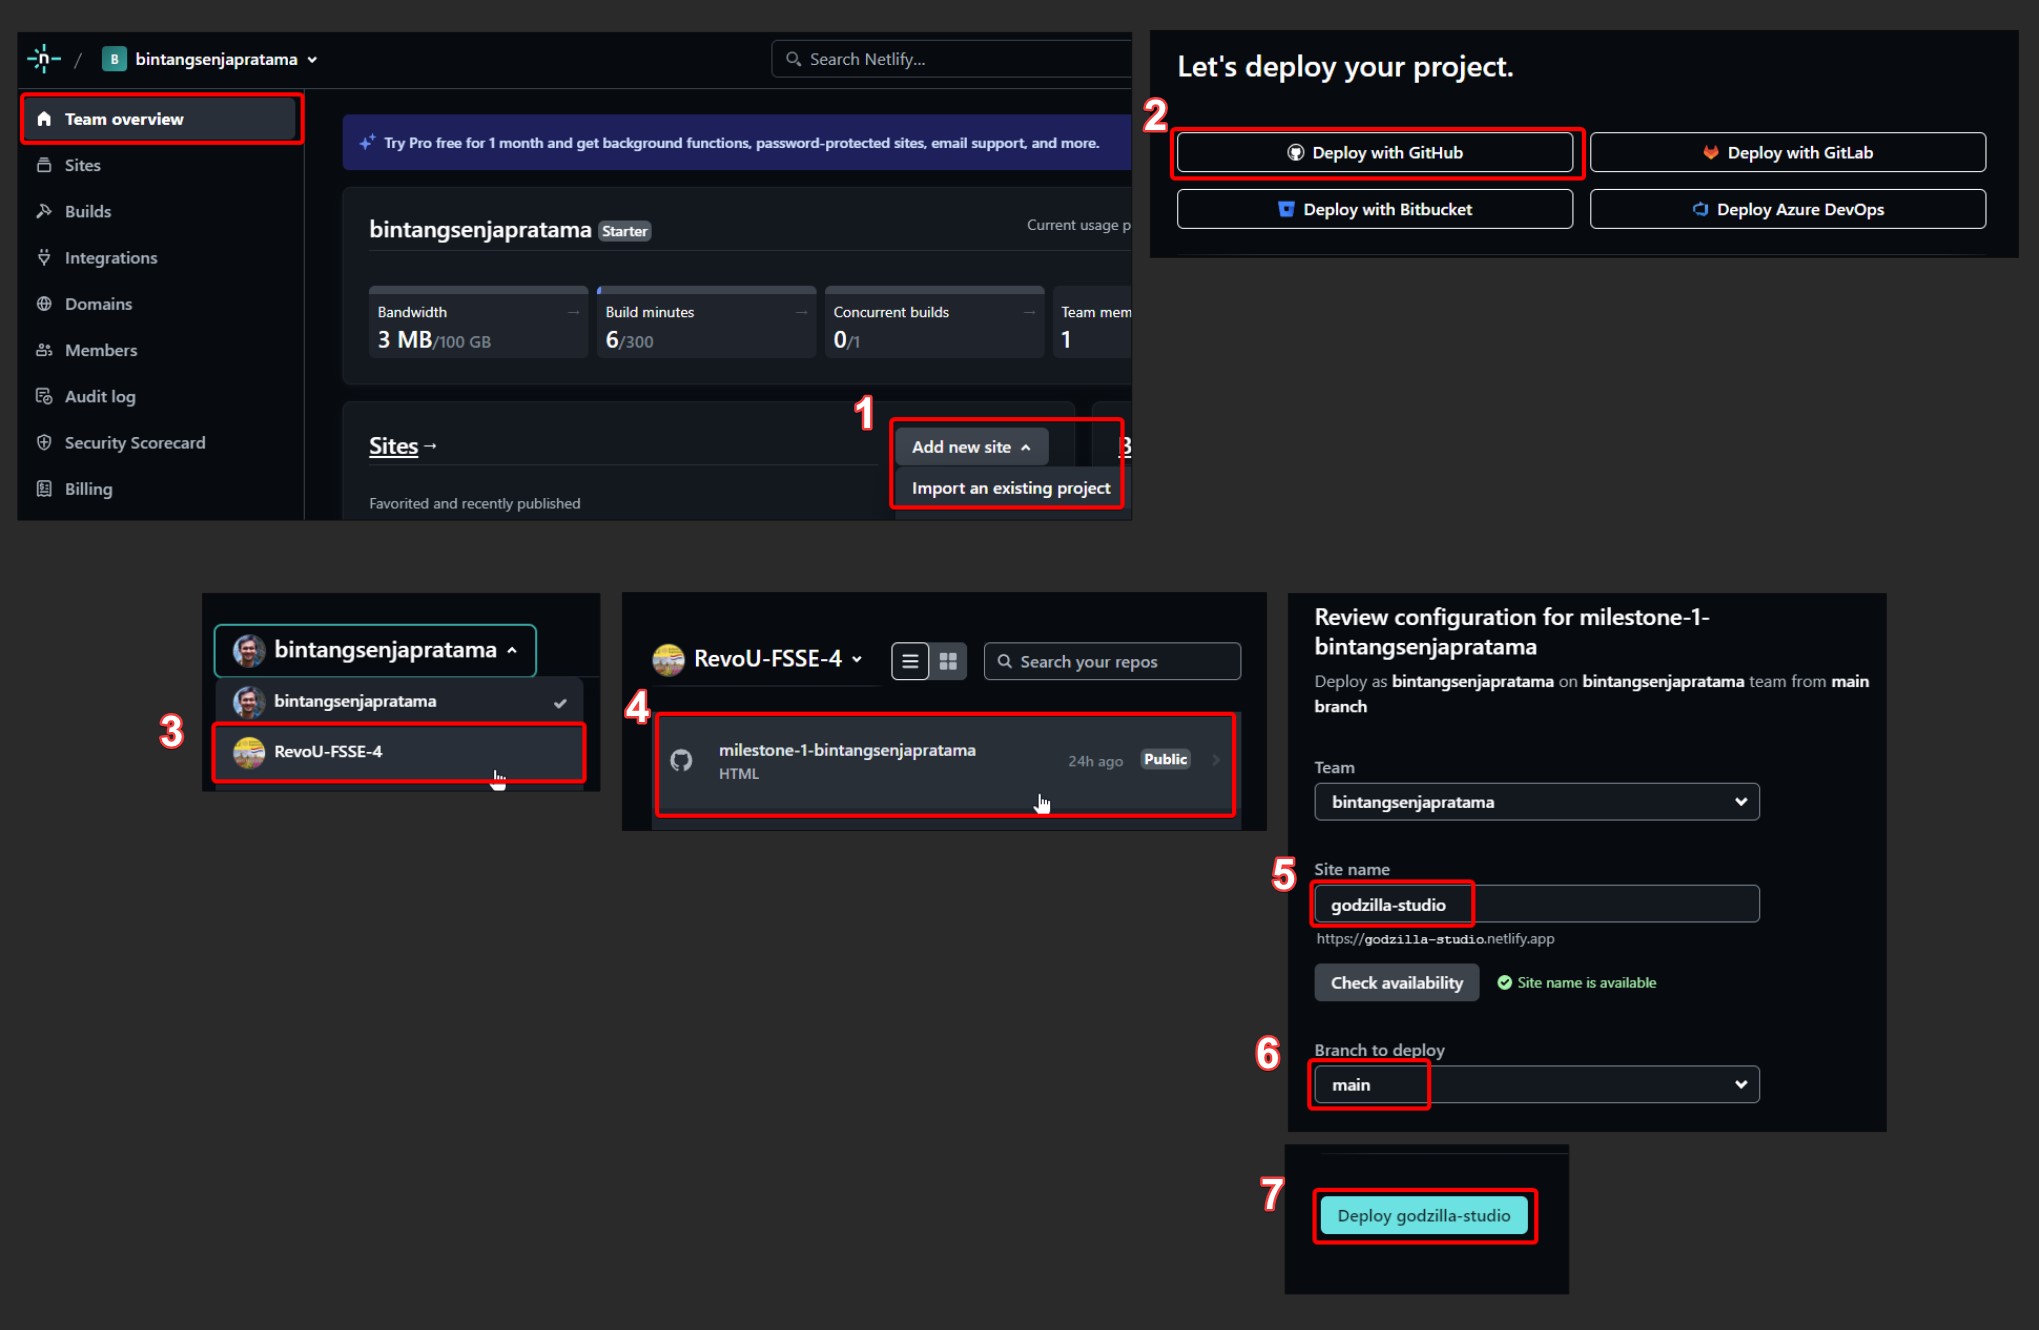 n / B bintangsenjapratama
Search Netlify...
Team overview
Sites
Builds
Integrations
Domains
Members
Audit log
Security Scorecard
Billing
Try Pro free for 1 month and get background functions, password-protected sites, email support, and more.
bintangsenjapratama Starter
Current usage p
Bandwidth →
3 MB/100 GB
Build minutes →
6/300
Concurrent builds →
0/1
Team mem
1
1
Sites →
Add new site
B
Import an existing project
Favorited and recently published
Let's deploy your project.
2
Deploy with GitHub
Deploy with GitLab
Deploy with Bitbucket
Deploy Azure DevOps
bintangsenjapratama
bintangsenjapratama
3
RevoU-FSSE-4
RevoU-FSSE-4
Search your repos
4
milestone-1-bintangsenjapratama
HTML
24h ago
Public
Review configuration for milestone-1-
bintangsenjapratama
Deploy as bintangsenjapratama on bintangsenjapratama team from main
branch
Team
bintangsenjapratama
5
Site name
godzilla-studio
https://godzilla-studio.netlify.app
Check availability
Site name is available
6
Branch to deploy
main
7
Deploy godzilla-studio